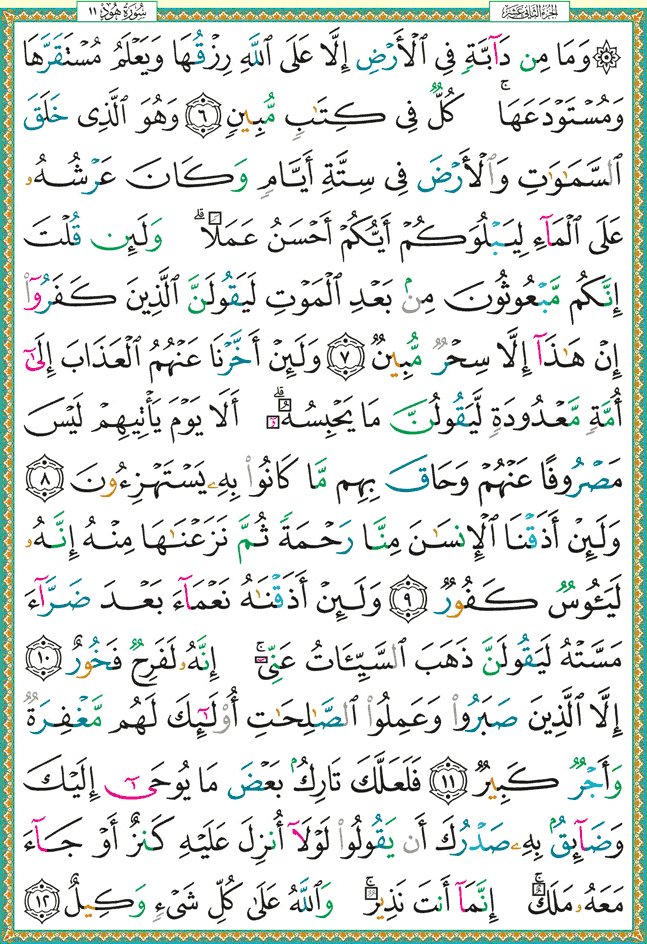 سُورَةُ هُودٍ ١١ الجزء الثاني عشر
۞ وَمَا مِن دَآبَّةٍ فِى ٱلْأَرْضِ إِلَّا عَلَى ٱللَّهِ رِزْقُهَا وَيَعْلَمُ مُسْتَقَرَّهَا
وَمُسْتَوْدَعَهَا ۚ كُلٌّ فِى كِتَـٰبٍ مُّبِينٍ ٦ وَهُوَ ٱلَّذِى خَلَقَ
ٱلسَّمَـٰوَٰتِ وَٱلْأَرْضَ فِى سِتَّةِ أَيَّامٍ وَكَانَ عَرْشُهُۥ
عَلَى ٱلْمَآءِ لِيَبْلُوَكُمْ أَيُّكُمْ أَحْسَنُ عَمَلًا ۗ وَلَئِن قُلْتَ
إِنَّكُم مَّبْعُوثُونَ مِنۢ بَعْدِ ٱلْمَوْتِ لَيَقُولَنَّ ٱلَّذِينَ كَفَرُوٓا۟
إِنْ هَـٰذَآ إِلَّا سِحْرٌ مُّبِينٌ ٧ وَلَئِنْ أَخَّرْنَا عَنْهُمُ ٱلْعَذَابَ إِلَىٰٓ
أُمَّةٍ مَّعْدُودَةٍ لَّيَقُولُنَّ مَا يَحْبِسُهُۥٓ ۗ أَلَا يَوْمَ يَأْتِيهِمْ لَيْسَ
مَصْرُوفًا عَنْهُمْ وَحَاقَ بِهِم مَّا كَانُوا۟ بِهِۦ يَسْتَهْزِءُونَ ٨
وَلَئِنْ أَذَقْنَا ٱلْإِنسَـٰنَ مِنَّا رَحْمَةً ثُمَّ نَزَعْنَـٰهَا مِنْهُ إِنَّهُۥ
لَيَـُٔوسٌ كَفُورٌ ٩ وَلَئِنْ أَذَقْنَـٰهُ نَعْمَآءَ بَعْدَ ضَرَّآءَ
مَسَّتْهُ لَيَقُولَنَّ ذَهَبَ ٱلسَّيِّـَٔاتُ عَنِّىٓ ۚ إِنَّهُۥ لَفَرِحٌ فَخُورٌ ١٠
إِلَّا ٱلَّذِينَ صَبَرُوا۟ وَعَمِلُوا۟ ٱلصَّـٰلِحَـٰتِ أُو۟لَـٰٓئِكَ لَهُم مَّغْفِرَةٌ
وَأَجْرٌ كَبِيرٌ ١١ فَلَعَلَّكَ تَارِكٌۢ بَعْضَ مَا يُوحَىٰٓ إِلَيْكَ
وَضَآئِقٌۢ بِهِۦ صَدْرُكَ أَن يَقُولُوا۟ لَوْلَآ أُنزِلَ عَلَيْهِ كَنزٌ أَوْ جَآءَ
مَعَهُۥ مَلَكٌ ۚ إِنَّمَآ أَنتَ نَذِيرٌ ۚ وَٱللَّهُ عَلَىٰ كُلِّ شَىْءٍ وَكِيلٌ ١٢